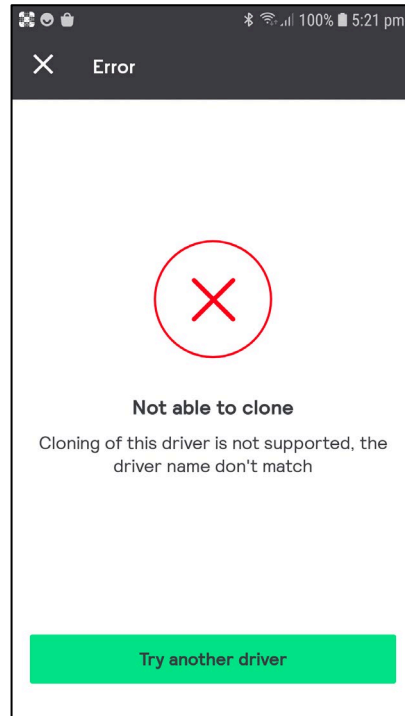 100% 5:21 pm
Error
Not able to clone
Cloning of this driver is not supported, the
driver name don't match
Try another driver